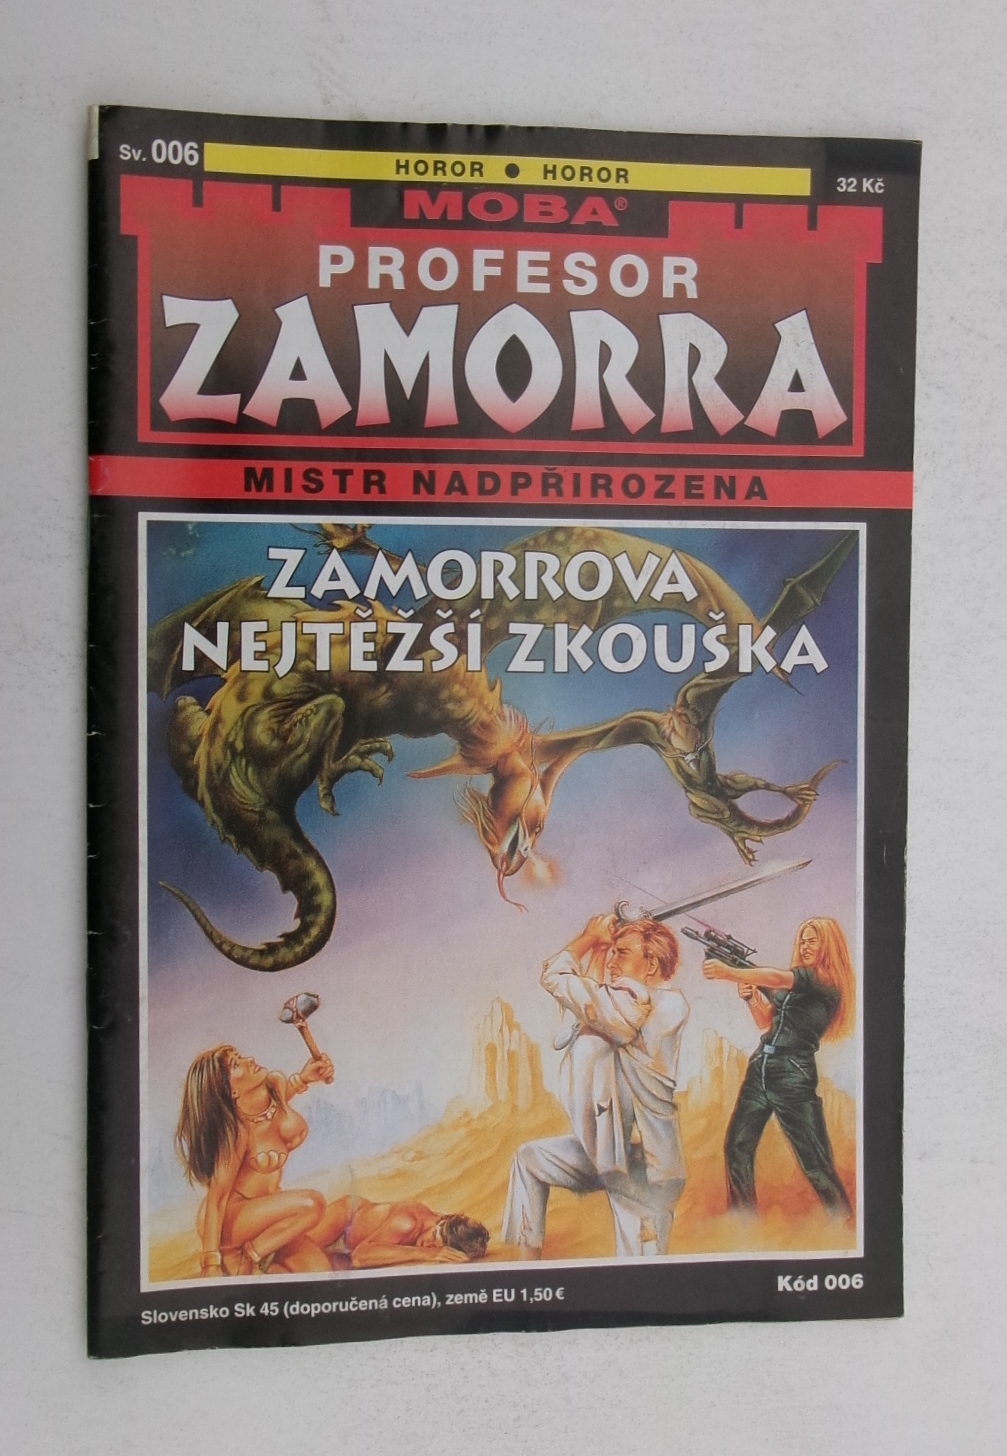 Sv. 006
HOROR ● HOROR
32 Kč
MOBA®
PROFESOR
ZAMORRA
MISTR NADPŘIROZENA
ZAMORROVA
NEJTĚŽŠÍ ZKOUŠKA
Kód 006
Slovensko Sk 45 (doporučená cena), země EU 1,50 €